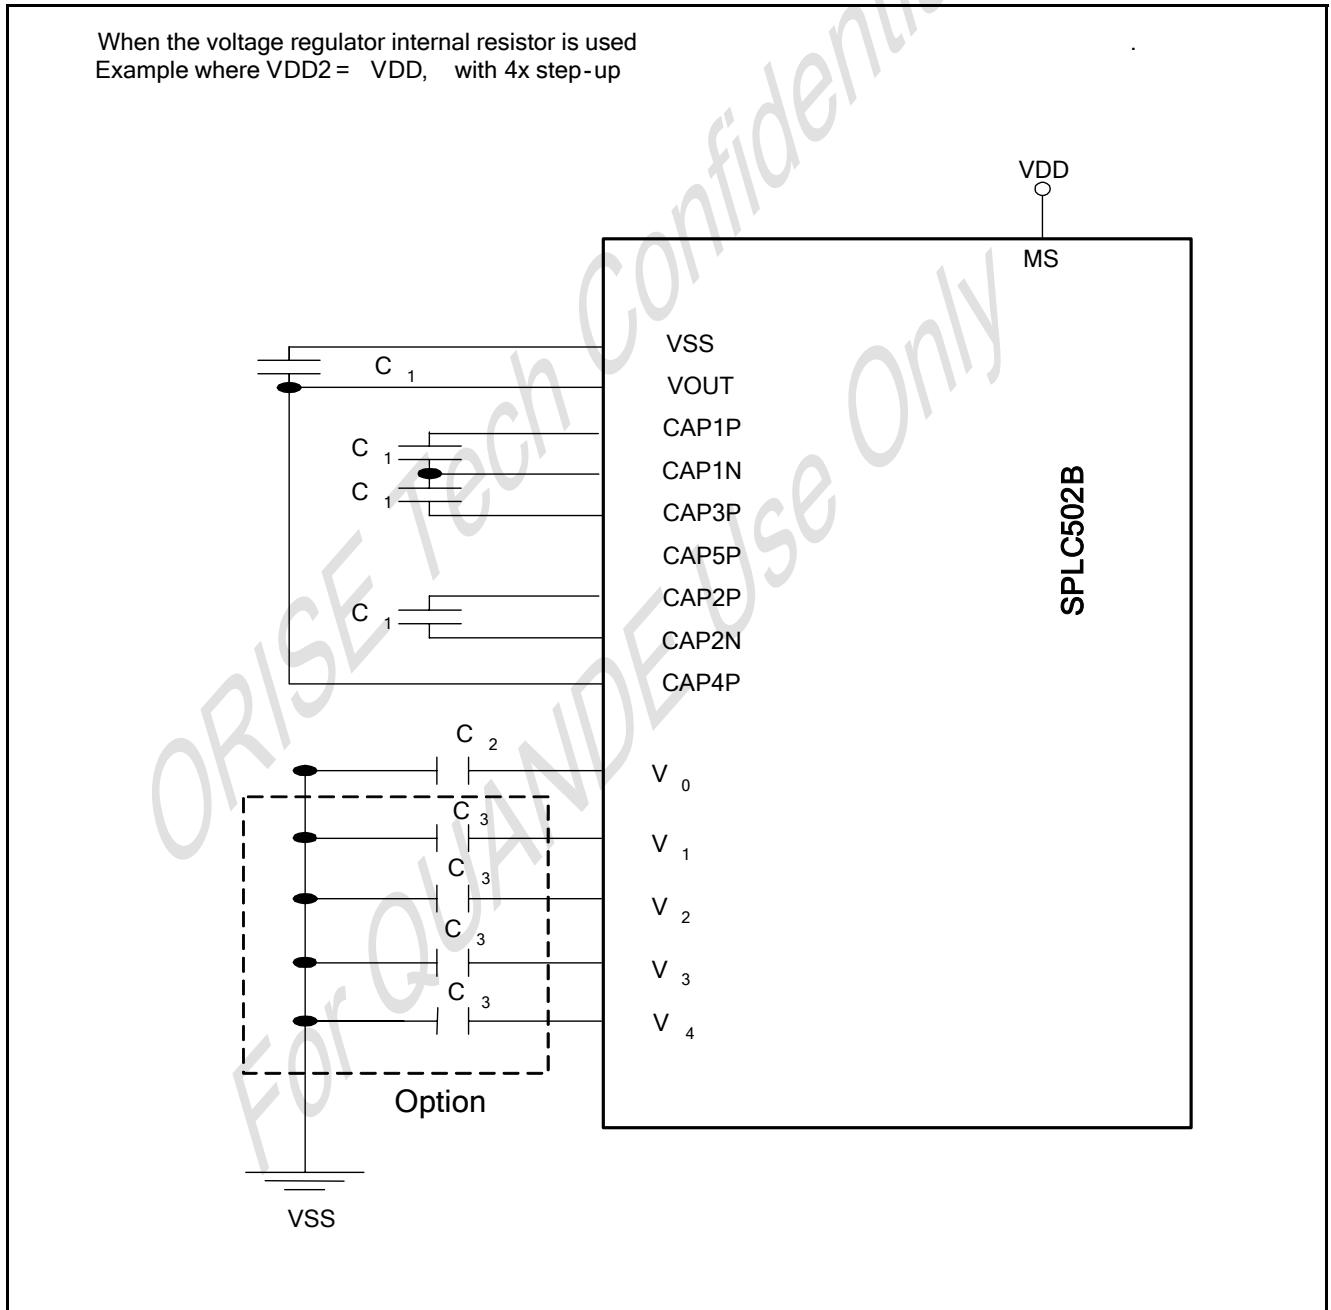 When the voltage regulator internal resistor is used
Example where VDD2 = VDD, with 4x step-up
VDD
MS
VSS
C 1
VOUT
CAP1P
C 1
CAP1N
C 1
CAP3P
CAP5P
CAP2P
C 1
CAP2N
CAP4P
SPLC502B
C 2
V 0
C 3
V 1
C 3
V 2
C 3
V 3
C 3
V 4
Option
VSS
ORISE Tech Confidenti
For QUANDE Use Only